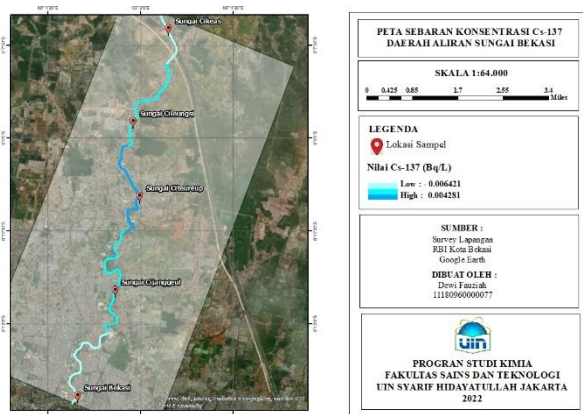 Sungai Cikeas
Sungai Cileungsi
Sungai Citeureup
Sungai Cijanggeul
Sungai Bekasi
PETA SEBARAN KONSENTRASI Cs-137
DAERAH ALIRAN SUNGAI BEKASI
SKALA 1:64.000
0 0.425 0.85 1.7 2.55 3.4
Miles
LEGENDA
Lokasi Sampel
Nilai Cs-137 (Bq/L)
Low : - 0.006421
High : 0.004281
SUMBER :
Survey Lapangan
RBI Kota Bekasi
Google Earth
DIBUAT OLEH :
Dewi Fauziah
11180960000077
uin
PROGRAN STUDI KIMIA
FAKULTAS SAINS DAN TEKNOLOGI
UIN SYARIF HIDAYATULLAH JAKARTA
2022